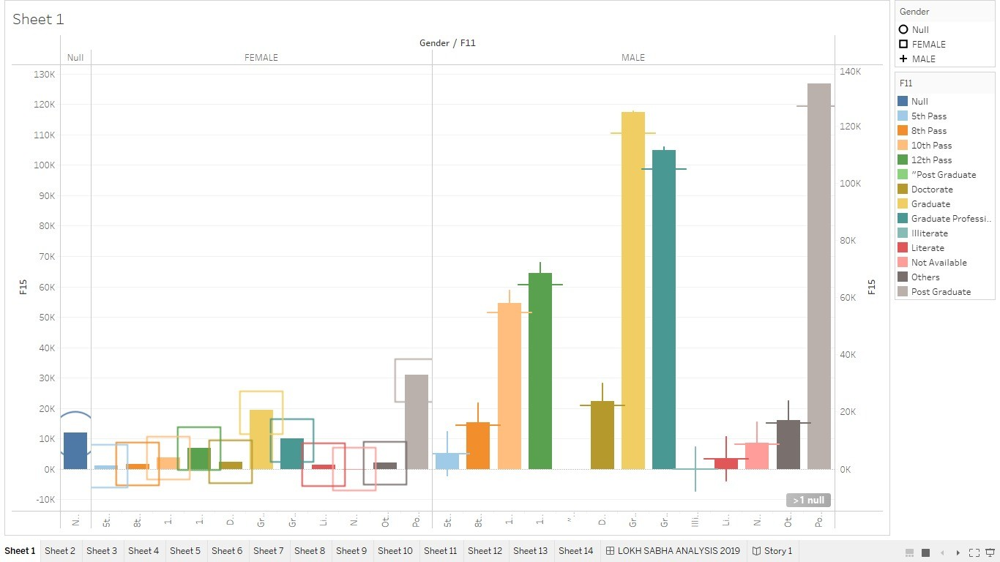 Sheet 1
Gender / F11
Null FEMALE MALE
130K
120K
110K
100K
90K
80K
70K
60K
50K
40K
30K
20K
10K
0K
-10K
F15
140K
120K
100K
80K
60K
40K
20K
0K
F15
>1 null
N.. 5t.. 8t.. 1.. 1.. D.. Gr.. Gr.. Li.. N.. Ot.. Po.. 5t.. 8t.. 1.. 1.. ".. D.. Gr.. Gr.. Illi.. Li.. N.. Ot.. Po..
Gender
Null
FEMALE
MALE
F11
Null
5th Pass
8th Pass
10th Pass
12th Pass
"Post Graduate
Doctorate
Graduate
Graduate Professi..
Illiterate
Literate
Not Available
Others
Post Graduate
Sheet 1 Sheet 2 Sheet 3 Sheet 4 Sheet 5 Sheet 6 Sheet 7 Sheet 8 Sheet 9 Sheet 10 Sheet 11 Sheet 12 Sheet 13 Sheet 14 LOKH SABHA ANALYSIS 2019 Story 1